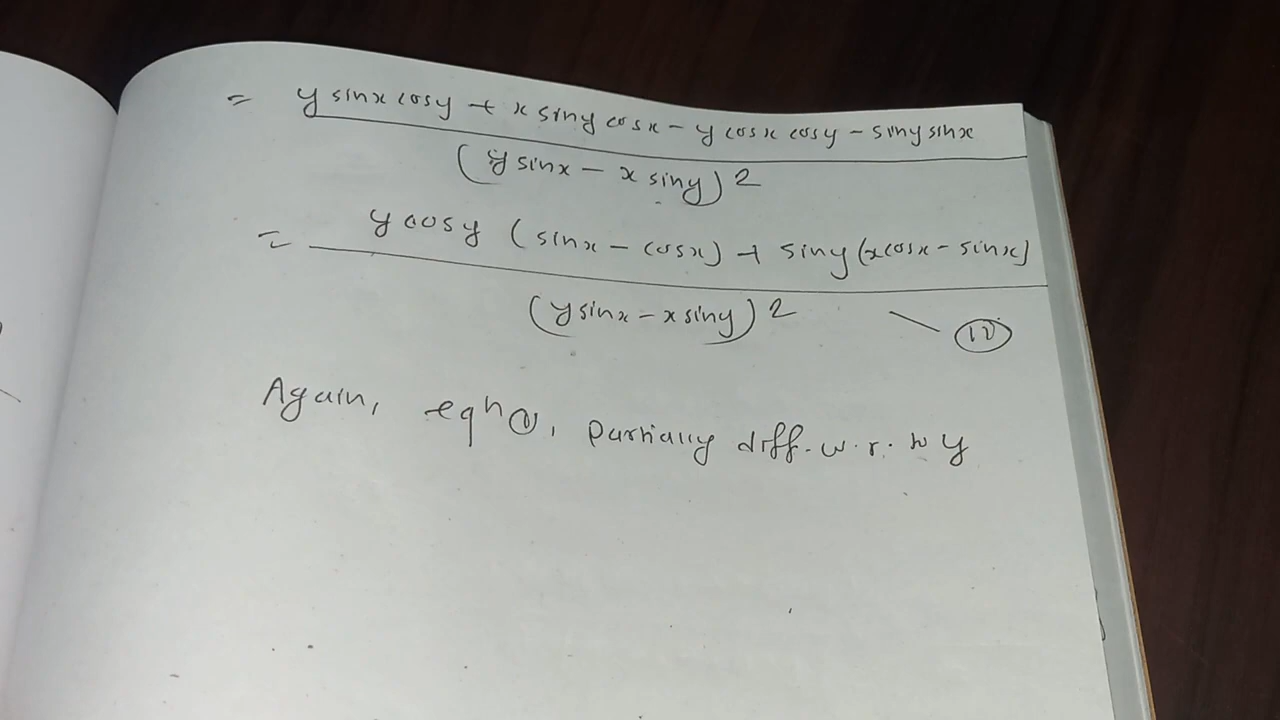 = y sinx cosy + x siny cosx - y cosx cosy - siny sinx
(y sinx - x siny) 2
= y cosy (sinx - cosx) + siny (x cosx - sinx)
(y sinx - x siny) 2
Again, eqn , partially diff. w.r. to y